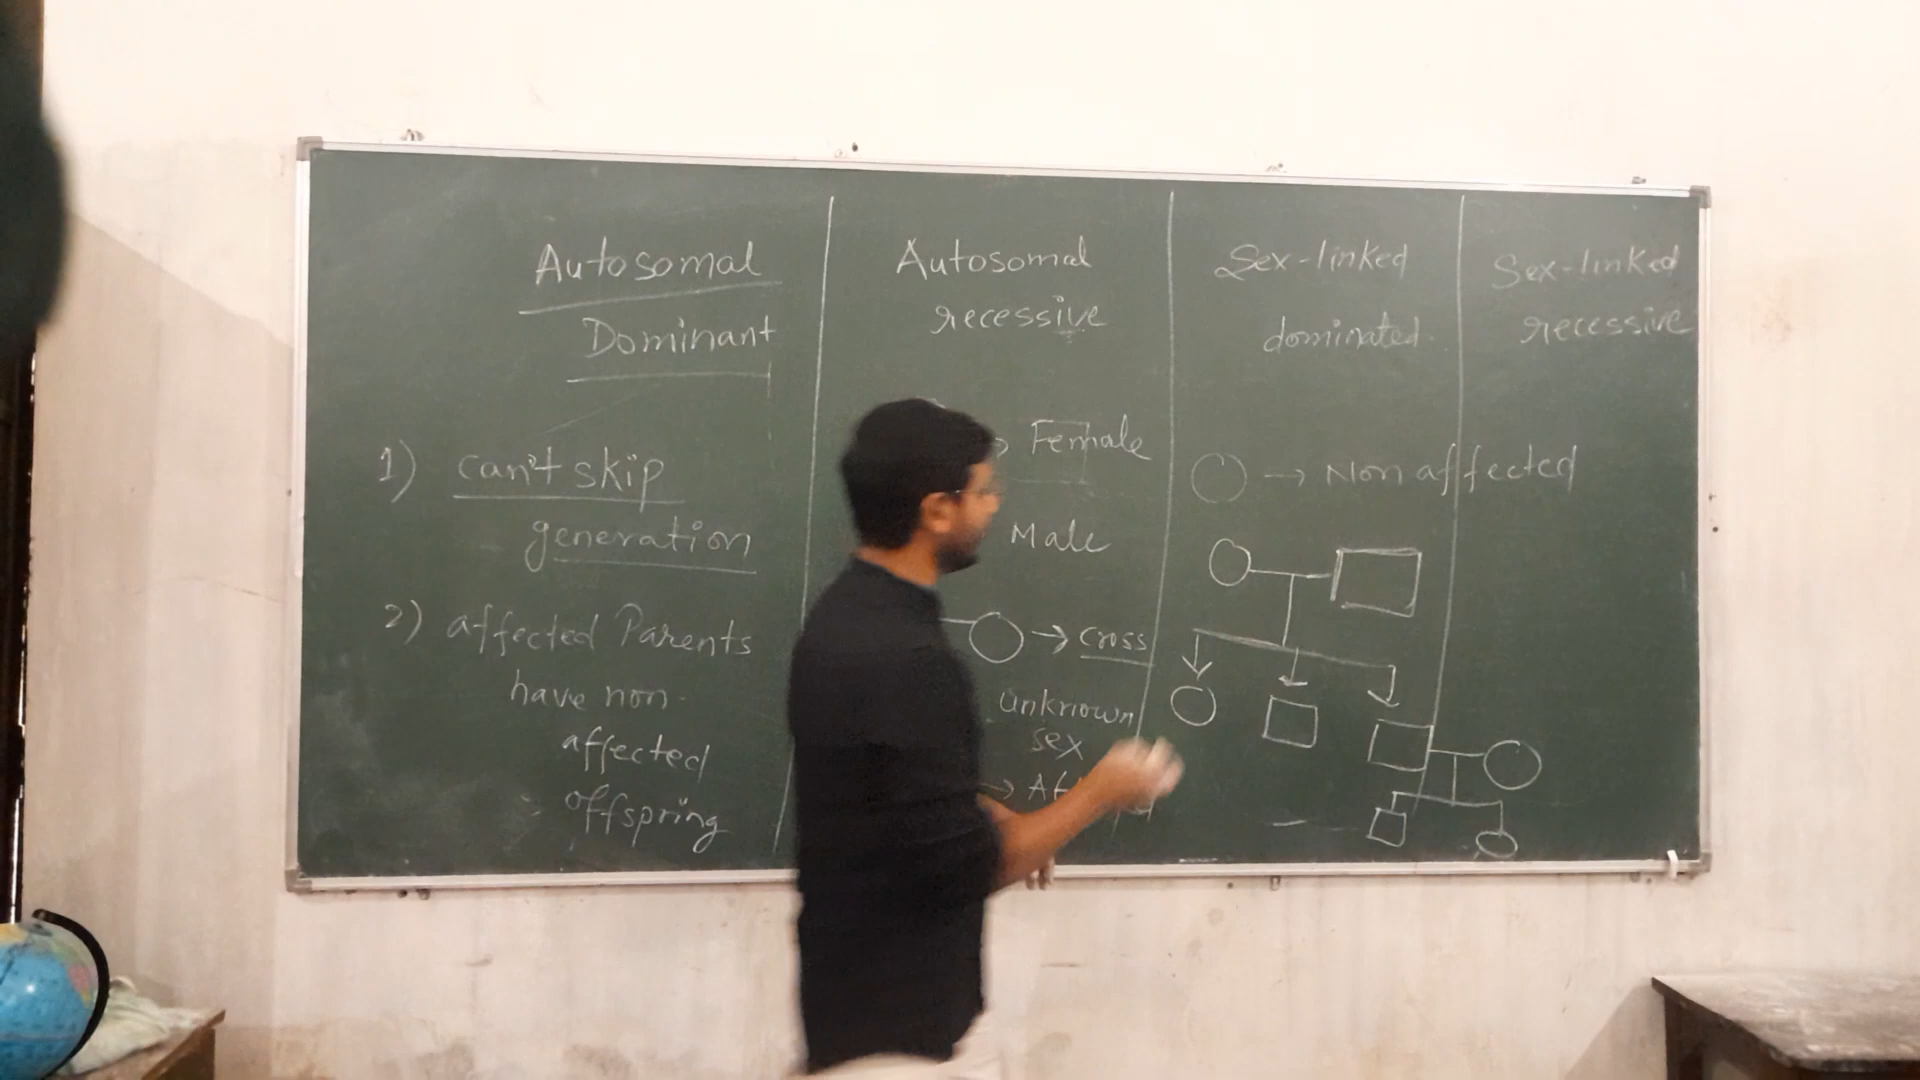 Autosomal
Dominant
1) can't skip
generation
2) affected Parents
have non-
affected
offspring
Autosomal
recessive
→ Female
Male
→ cross
unknown
sex
→
Sex-linked
dominated
→ Non affected
Sex-linked
recessive